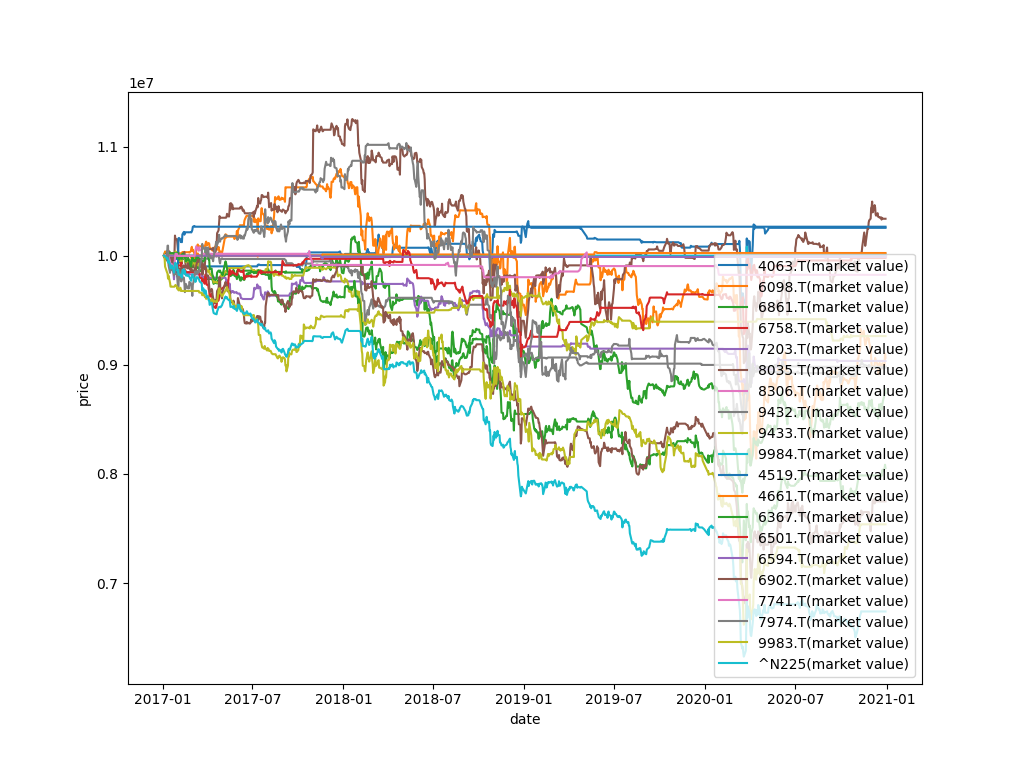 1e7
1.1
1.0
0.9
0.8
0.7
price
2017-01 2017-07 2018-01 2018-07 2019-01 2019-07 2020-01 2020-07 2021-01
date
4063.T(market value)
6098.T(market value)
6861.T(market value)
6758.T(market value)
7203.T(market value)
8035.T(market value)
8306.T(market value)
9432.T(market value)
9433.T(market value)
9984.T(market value)
4519.T(market value)
4661.T(market value)
6367.T(market value)
6501.T(market value)
6594.T(market value)
6902.T(market value)
7741.T(market value)
7974.T(market value)
9983.T(market value)
^N225(market value)